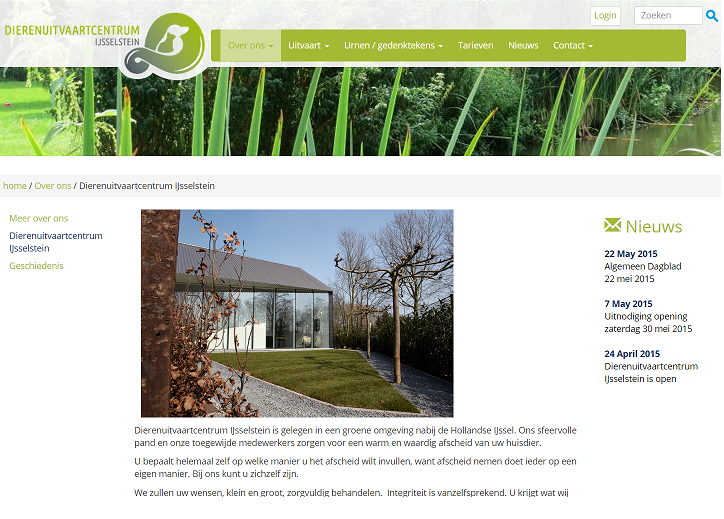 DIERENUITVAARTCENTRUM
IJSSELSTEIN
Login
Zoeken
Over ons
Uitvaart
Urnen / gedenktekens
Tarieven
Nieuws
Contact
home / Over ons / Dierenuitvaartcentrum IJsselstein
Meer over ons
Dierenuitvaartcentrum
IJsselstein
Geschiedenis
Dierenuitvaartcentrum IJsselstein is gelegen in een groene omgeving nabij de Hollandse IJssel. Ons sfeervolle
pand en onze toegewijde medewerkers zorgen voor een warm en waardig afscheid van uw huisdier.
U bepaalt helemaal zelf op welke manier u het afscheid wilt invullen, want afscheid nemen doet ieder op een
eigen manier. Bij ons kunt u zichzelf zijn.
We zullen uw wensen, klein en groot, zorgvuldig behandelen. Integriteit is vanzelfsprekend. U krijgt wat wij
Nieuws
22 May 2015
Algemeen Dagblad
22 mei 2015
7 May 2015
Uitnodiging opening
zaterdag 30 mei 2015
24 April 2015
Dierenuitvaartcentrum
IJsselstein is open